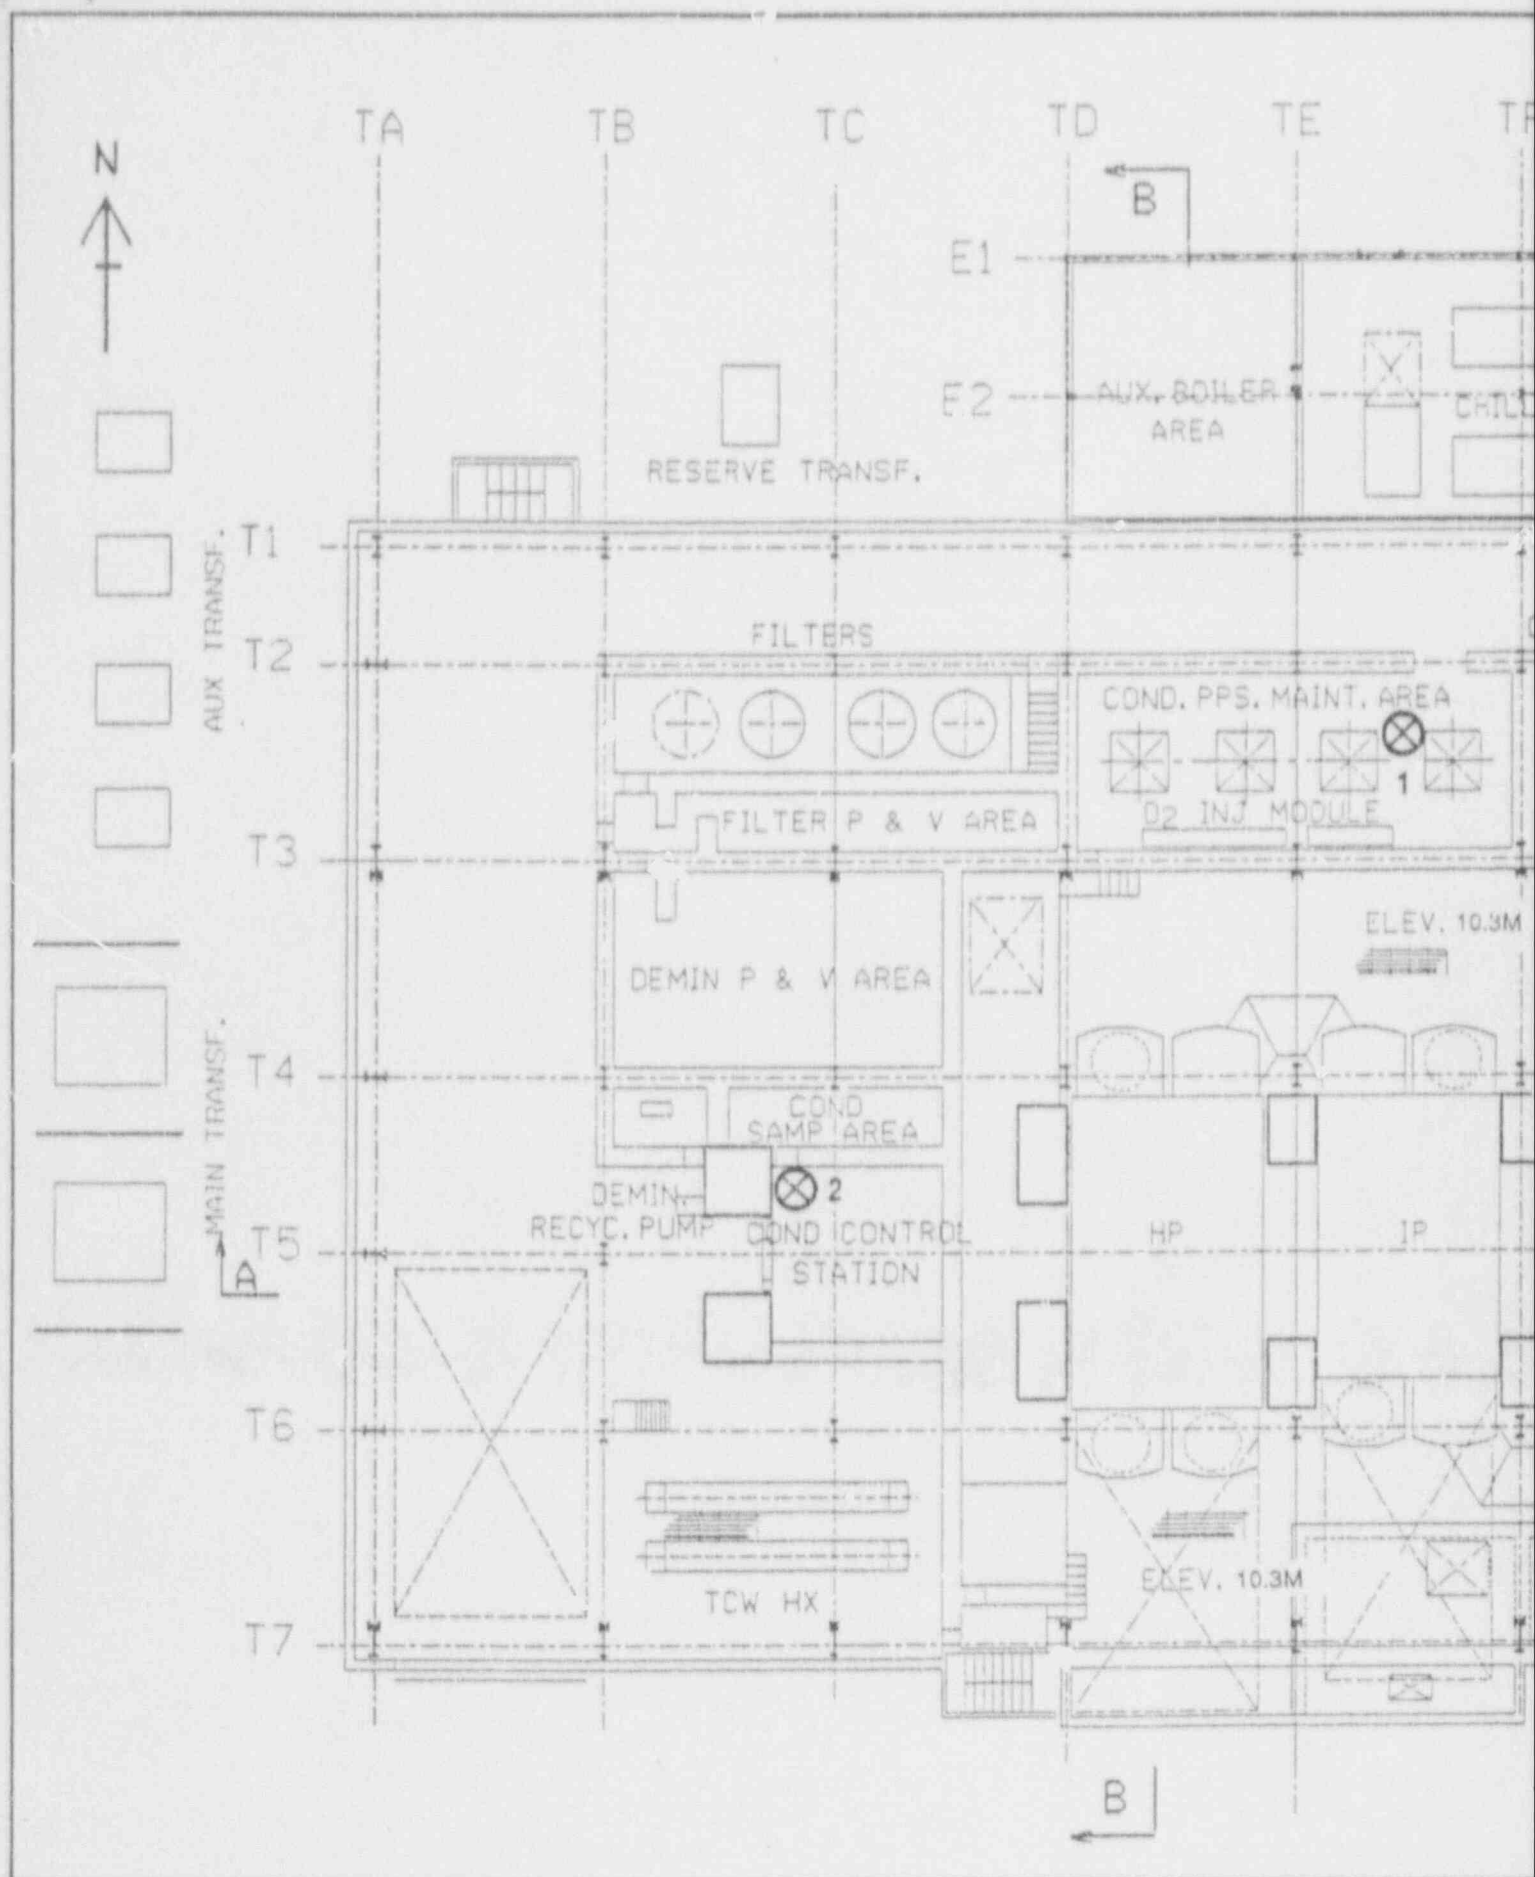 TA TB TC TD TE
N
B
E1
E2
AUX. BOILER
AREA
RESERVE TRANSF.
AUX TRANSF.
T1
FILTERS
T2
COND. PPS. MAINT. AREA
1
O2 INJ MODULE
FILTER P & V AREA
T3
ELEV. 10.3M
DEMIN P & V AREA
MAIN TRANSF.
T4
COND
SAMP AREA
2
DEMIN.
RECYC. PUMP
COND CONTROL
STATION
HP
IP
T5
A
T6
TCW HX
ELEV. 10.3M
T7
B